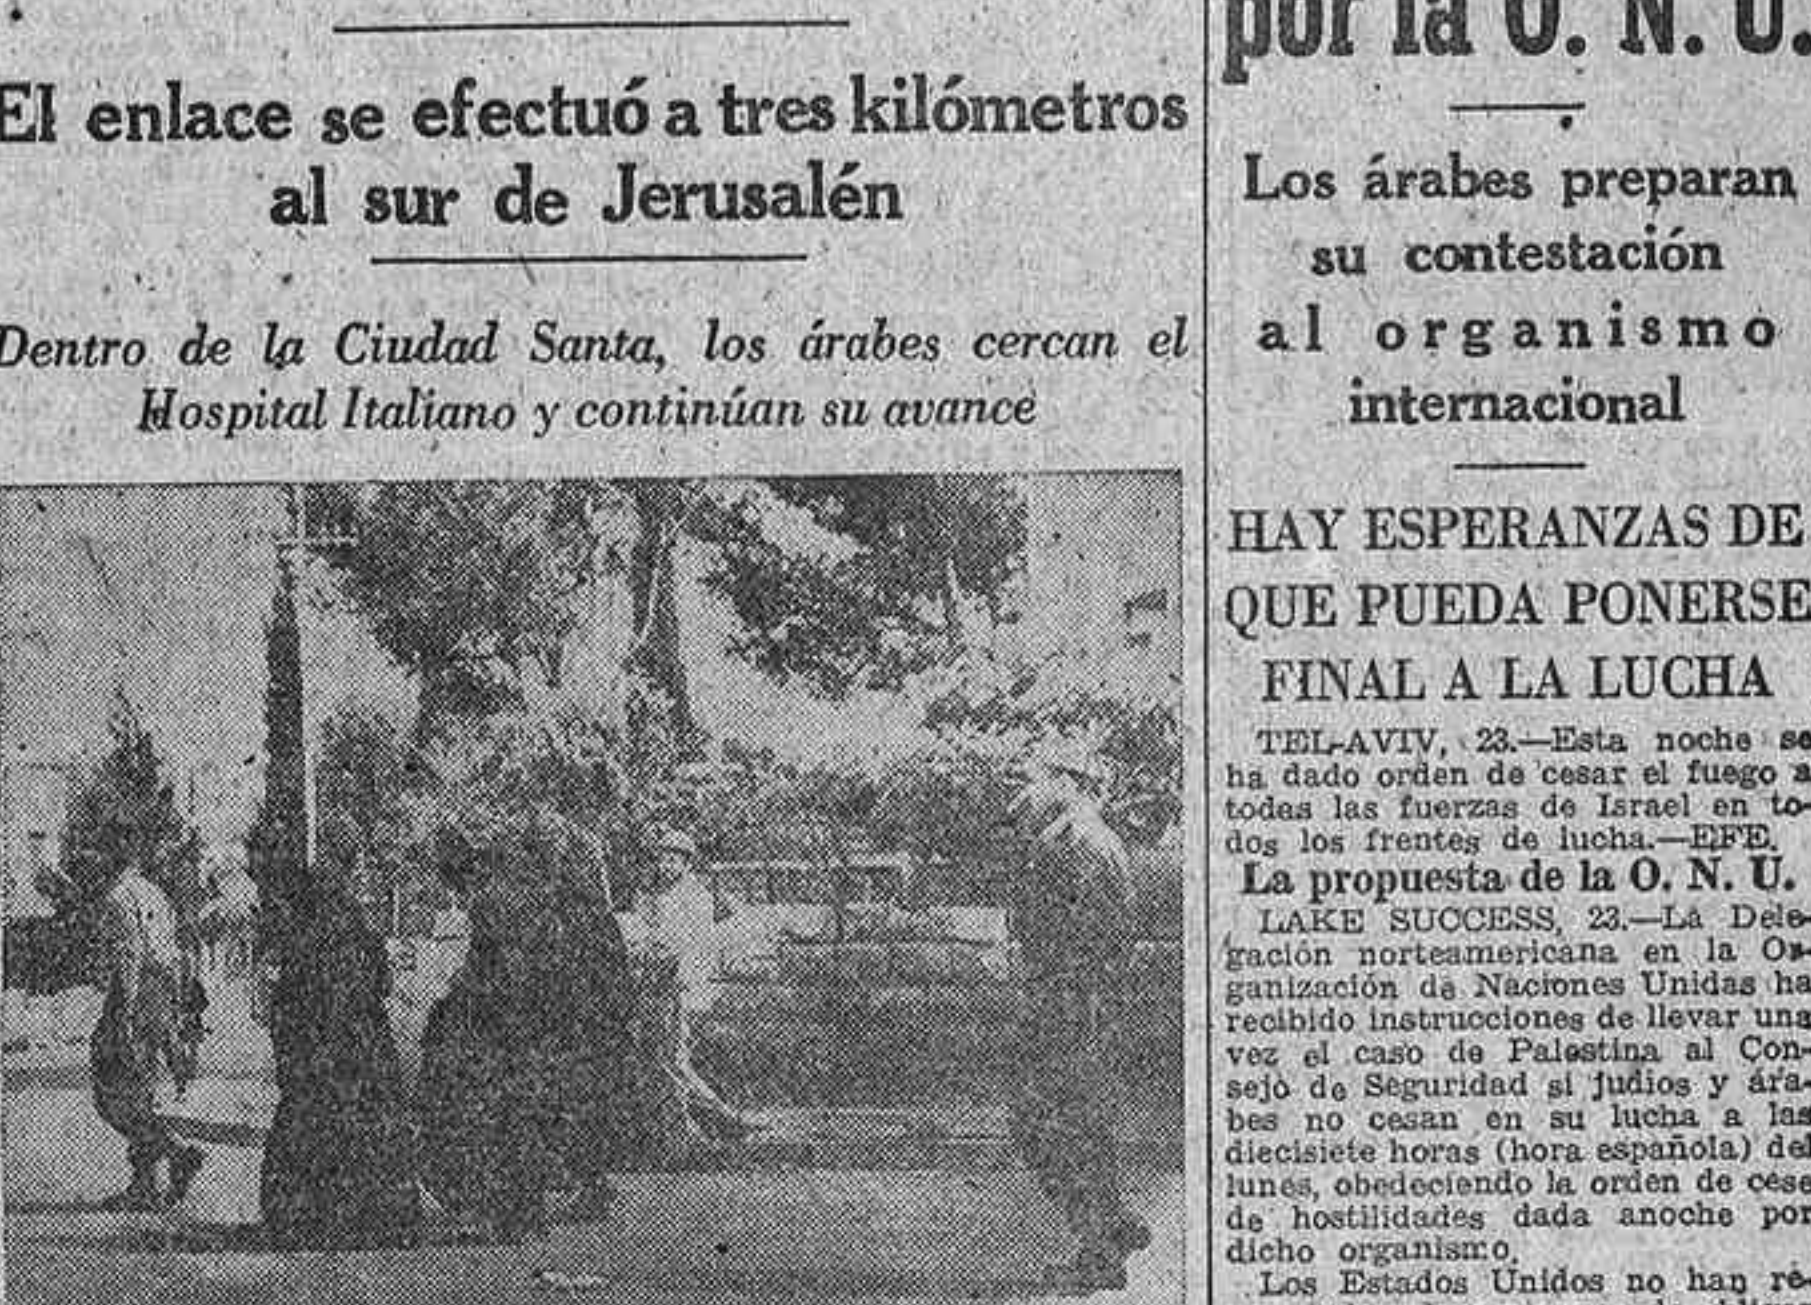 El enlace se efectuó a tres kilómetros
al sur de Jerusalén
Dentro de la Ciudad Santa, los árabes cercan el
Hospital Italiano y continúan su avance
por la O. N. U.
Los árabes preparan
su contestación
al organismo
internacional
HAY ESPERANZAS DE
QUE PUEDA PONERSE
FINAL A LA LUCHA
TEL-AVIV, 23.—Esta noche se
ha dado orden de cesar el fuego a
todas las fuerzas de Israel en to-
dos los frentes de lucha.—EFE.
La propuesta de la O. N. U.
LAKE SUCCESS, 23.—La Dele-
gación norteamericana en la Or-
ganización de Naciones Unidas ha
recibido instrucciones de llevar una
vez el caso de Palestina al Con-
sejo de Seguridad si judios y ára-
bes no cesan en su lucha a las
diecisiete horas (hora española) del
lunes, obedeciendo la orden de cese
de hostilidades dada anoche por
dicho organismo.
Los Estados Unidos no han re-